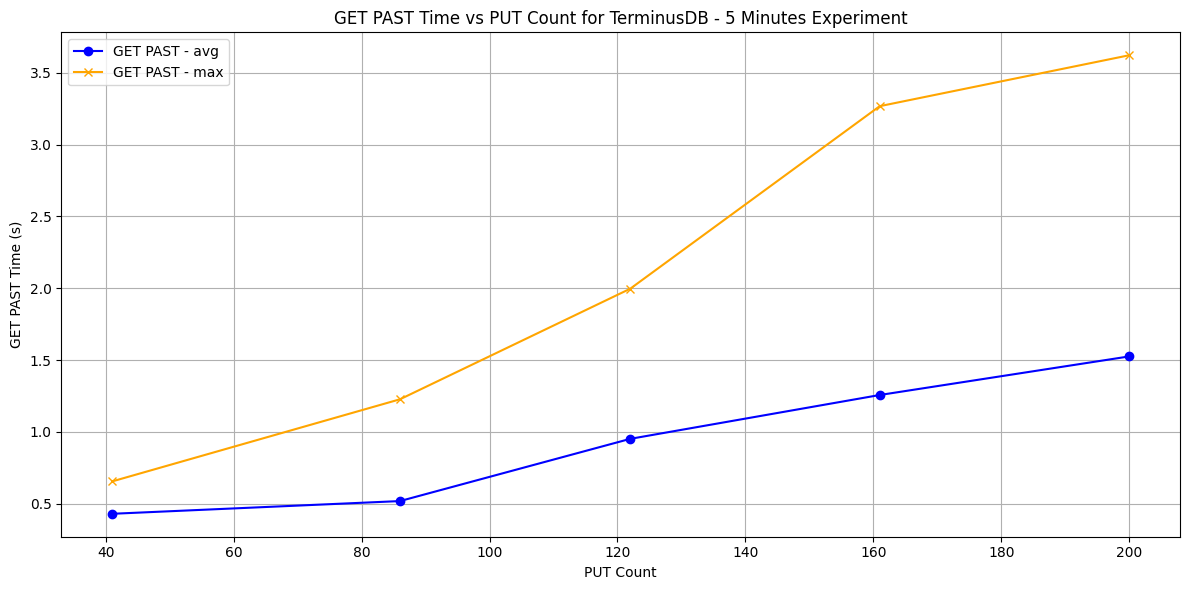 GET PAST Time vs PUT Count for TerminusDB - 5 Minutes Experiment
GET PAST - avg
GET PAST - max
GET PAST Time (s)
3.5
3.0
2.5
2.0
1.5
1.0
0.5
40 60 80 100 120 140 160 180 200
PUT Count